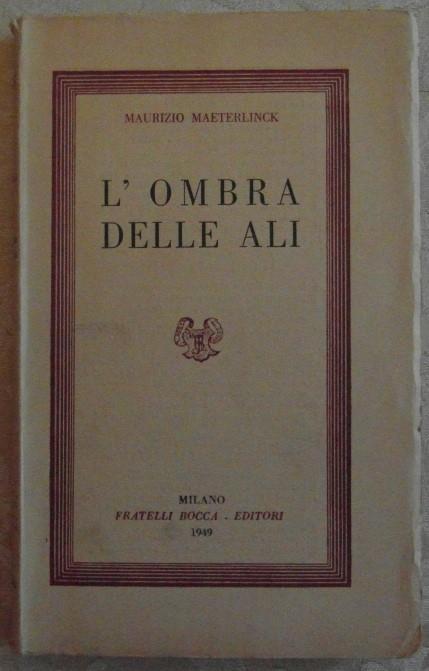 MAURIZIO MAETERLINCK
L' OMBRA
DELLE ALI
MILANO
FRATELLI BOCCA - EDITORI
1949